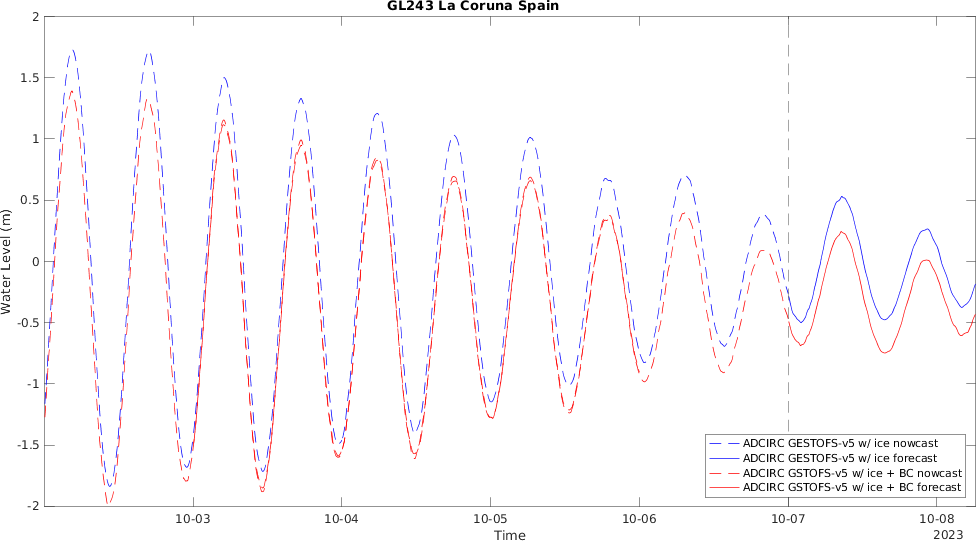 GL243 La Coruna Spain
2
1.5
1
0.5
0
-0.5
-1
-1.5
-2
Water Level (m)
10-03
10-04
10-05
10-06
10-07
10-08
Time
2023
ADCIRC GESTOFS-v5 w/ ice nowcast
ADCIRC GESTOFS-v5 w/ ice forecast
ADCIRC GSTOFS-v5 w/ ice + BC nowcast
ADCIRC GSTOFS-v5 w/ ice + BC forecast